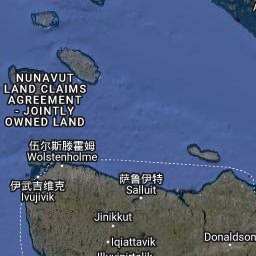 NUNAVUT
LAND CLAIMS
AGREEMENT
- JOINTLY
OWNED LAND
伍尔斯滕霍姆
Wolstenholme
伊武吉维克
Ivujivik
萨鲁伊特
Salluit
Jinikkut
Iqiattavik
Donaldson